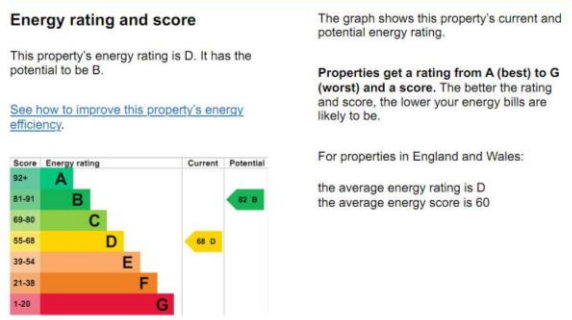 Energy rating and score
This property's energy rating is D. It has the
potential to be B.
See how to improve this property's energy
efficiency.
Score Energy rating Current Potential
92+ A
81-91 B 82 B
69-80 C
55-68 D 68 D
39-54 E
21-38 F
1-20 G
The graph shows this property's current and
potential energy rating.
Properties get a rating from A (best) to G
(worst) and a score. The better the rating
and score, the lower your energy bills are
likely to be.
For properties in England and Wales:
the average energy rating is D
the average energy score is 60